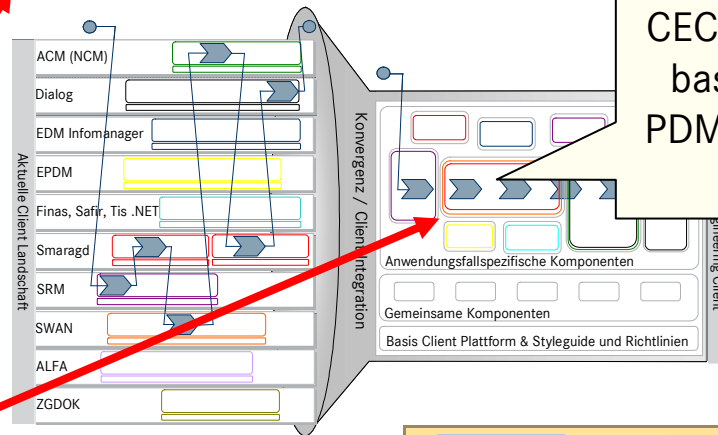 Aktuelle Client Landschaft
ACM (NCM)
Dialog
EDM Infomanager
EPDM
Finas, Safir, Tis .NET
Smaragd
SRM
SWAN
ALFA
ZGDOK
Konvergenz / Client Integration
CEC
PDM
Anwendungsfallspezifische Komponenten
Gemeinsame Komponenten
Basis Client Plattform & Styleguide und Richtlinien
Client